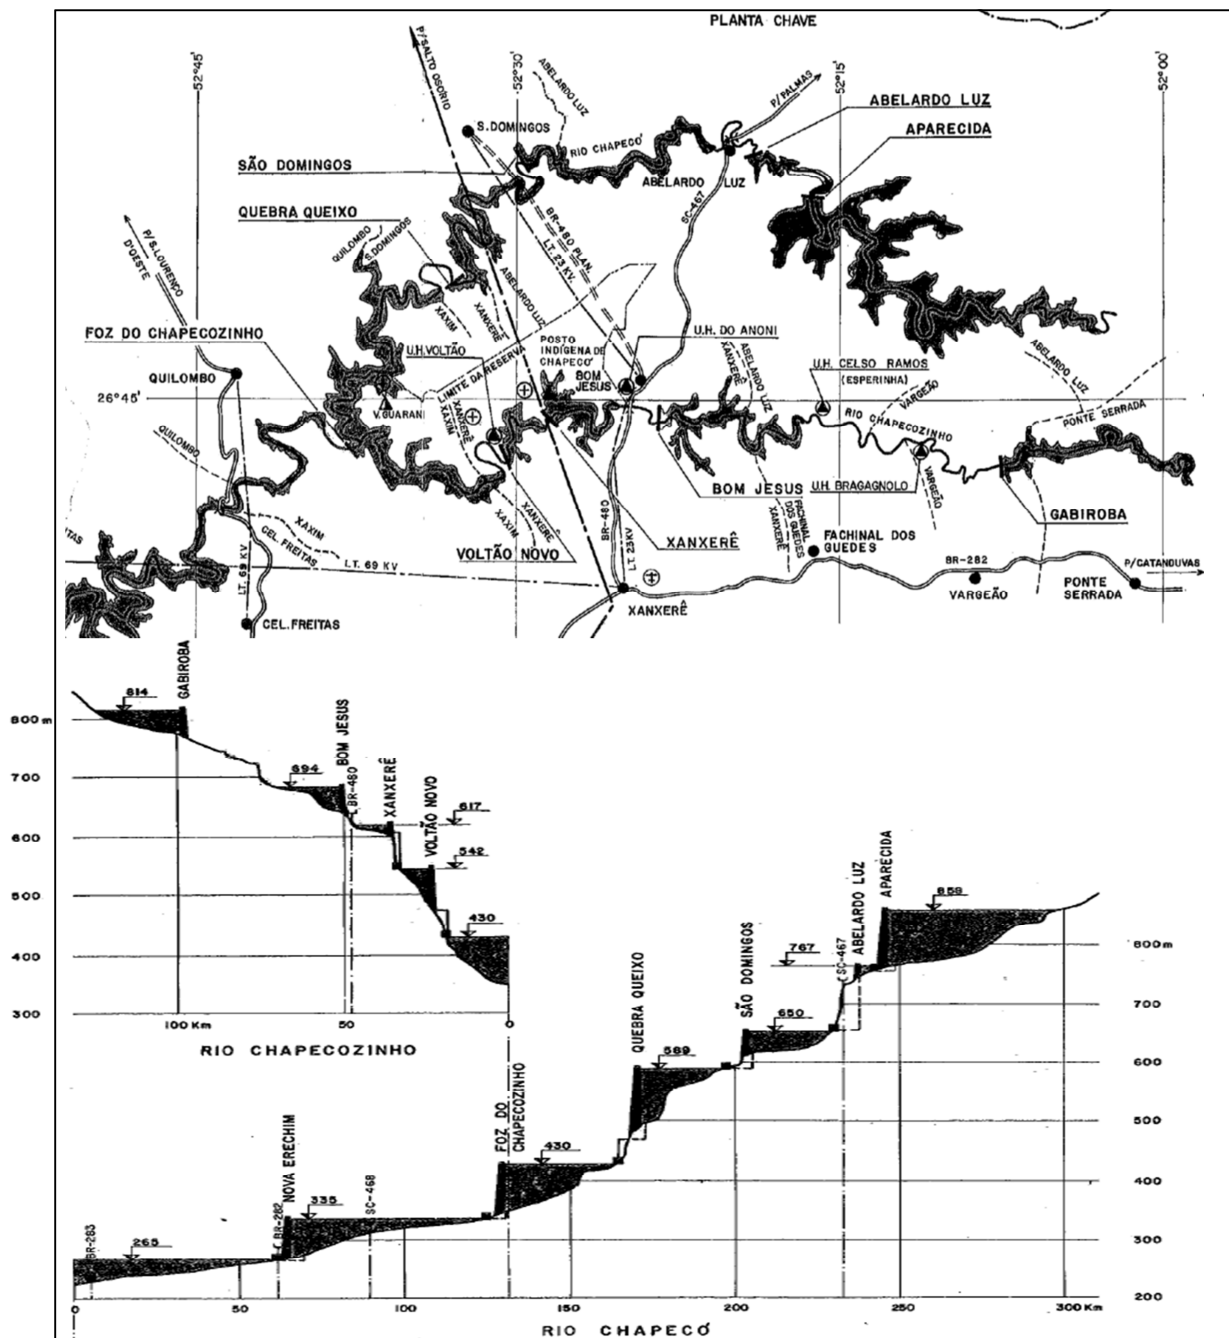 PLANTA CHAVE
52°45'
P/SALTO OSÓRIO
52°30'
ABELARDO LUZ
52°15'
P/PALMAS
52°00'
ABELARDO LUZ
APARECIDA
S.DOMINGOS
RIO CHAPECÓ
SÃO DOMINGOS
ABELARDO LUZ
QUEBRA QUEIXO
QUILOMBO
S.DOMINGOS
BR-480 PLAN.
LT. 23 KV.
SC-467
P/S.LOURENÇO
D'OESTE
ABELARDO LUZ
XANXERÊ
XAXIM
FOZ DO CHAPECOZINHO
U.H.VOLTÃO
LIMITE DA RESERVA
POSTO
INDÍGENA DE
CHAPECÓ
BOM
JESUS
U.H. DO ANONI
ABELARDO LUZ
XANXERÊ
U.H. CELSO RAMOS
(ESPERINHA)
ABELARDO LUZ
PONTE SERRADA
QUILOMBO
26°45'
V.GUARANI
XANXERÊ
XAXIM
RIO CHAPECOZINHO
VARGEÃO
QUILOMBO
BOM JESUS
U.H. BRAGAGNOLO
VARGEÃO
GABIROBA
XAXIM
CEL. FREITAS
XAXIM
XANXERÊ
VOLTÃO NOVO
BR-480
LT 23KV
XANXERÊ
FACHINAL
DOS GUEDES
XANXERÊ
FACHINAL DOS
GUEDES
BR-282
P/CATANDUVAS
ITAS
LT. 69 KV
LT. 69 KV
CEL.FREITAS
XANXERÊ
VARGEÃO
PONTE
SERRADA
GABIROBA
814
800 m
BOM JESUS
BR-480
XANXERÊ
VOLTÃO NOVO
700
694
617
600
542
500
430
400
300
100 Km
50
0
RIO CHAPECOZINHO
APARECIDA
859
ABELARDO LUZ
SC-467
767
800m
SÃO DOMINGOS
650
700
QUEBRA QUEIXO
589
600
500
FOZ DO
CHAPECOZINHO
430
400
NOVA ERECHIM
BR-282
335
SC-468
300
BR-283
265
200
0
50
100
150
200
250
300 Km
RIO CHAPECÓ